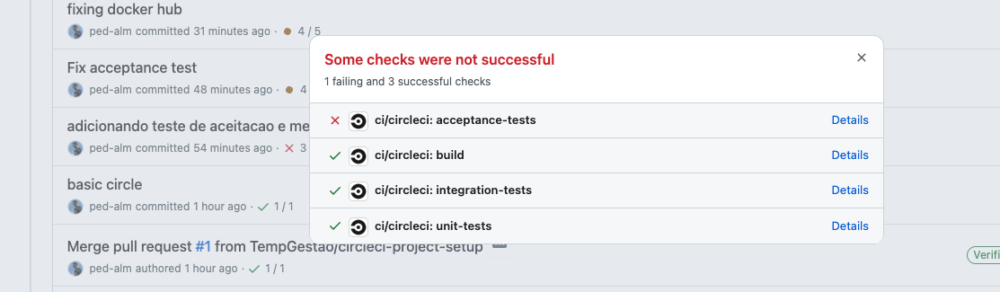 fixing docker hub
ped-alm committed 31 minutes ago · 4 / 5
Fix acceptance test
ped-alm committed 48 minutes ago · 4
adicionando teste de aceitacao e me
ped-alm committed 54 minutes ago · 3
basic circle
ped-alm committed 1 hour ago · 1 / 1
Merge pull request #1 from TempGestao/circleci-project-setup
ped-alm authored 1 hour ago · 1 / 1
Verifi
Some checks were not successful
1 failing and 3 successful checks
ci/circleci: acceptance-tests Details
ci/circleci: build Details
ci/circleci: integration-tests Details
ci/circleci: unit-tests Details